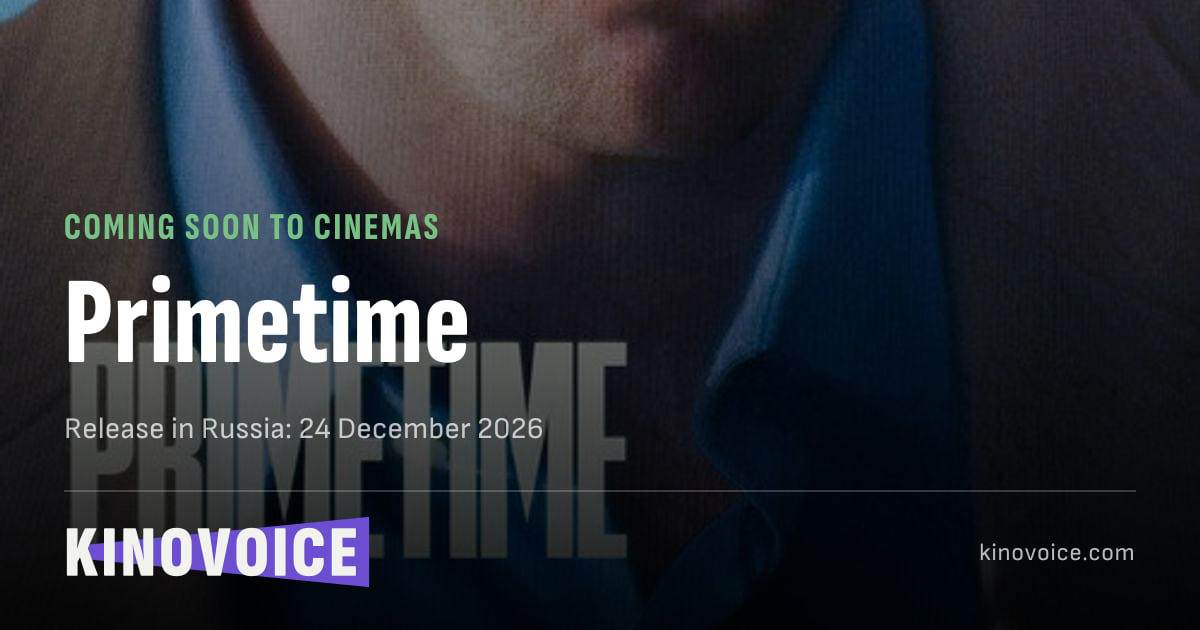 COMING SOON TO CINEMAS
Primetime
PRIMETIME
Release in Russia: 24 December 2026
KINOVOICE
kinovoice.com